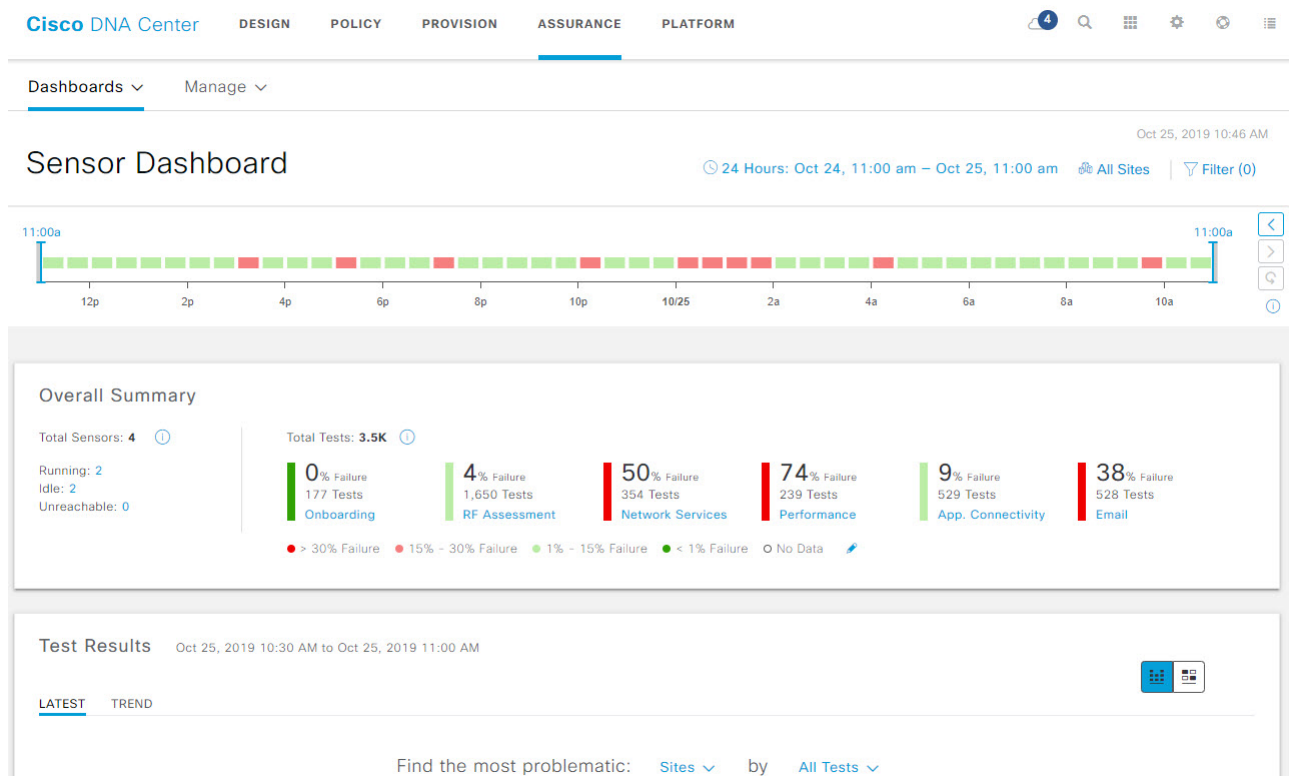 Cisco DNA Center DESIGN POLICY PROVISION ASSURANCE PLATFORM 4
Dashboards Manage
Oct 25, 2019 10:46 AM
Sensor Dashboard 24 Hours: Oct 24, 11:00 am – Oct 25, 11:00 am All Sites Filter (0)
11:00a 11:00a
12p 2p 4p 6p 8p 10p 10/25 2a 4a 6a 8a 10a
Overall Summary
Total Sensors: 4
Running: 2
Idle: 2
Unreachable: 0
Total Tests: 3.5K
0% Failure
177 Tests
Onboarding
4% Failure
1,650 Tests
RF Assessment
50% Failure
354 Tests
Network Services
74% Failure
239 Tests
Performance
9% Failure
529 Tests
App. Connectivity
38% Failure
528 Tests
Email
> 30% Failure 15% - 30% Failure 1% - 15% Failure < 1% Failure No Data
Test Results Oct 25, 2019 10:30 AM to Oct 25, 2019 11:00 AM
LATEST TREND
Find the most problematic: Sites by All Tests